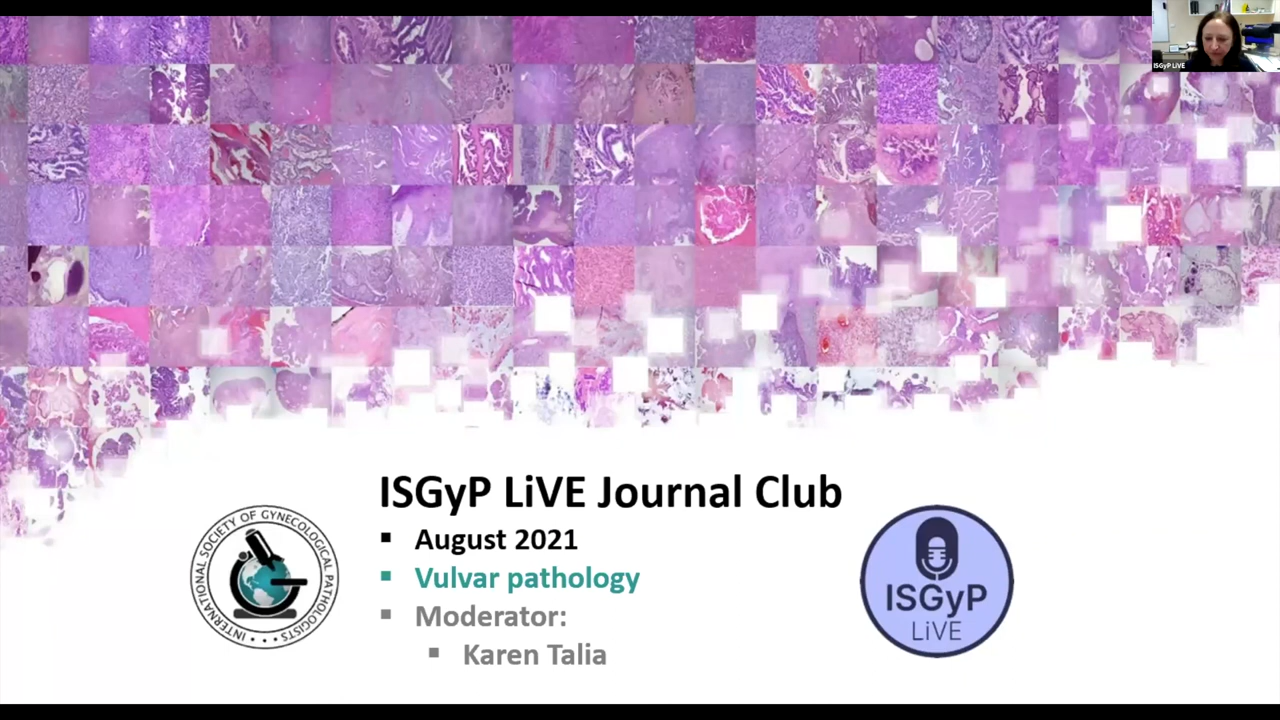 ISGyP LiVE
ISGyP LiVE Journal Club
▪ August 2021
▪ Vulvar pathology
▪ Moderator:
▪ Karen Talia
INTERNATIONAL SOCIETY OF GYNECOLOGICAL PATHOLOGISTS
ISGyP
LiVE